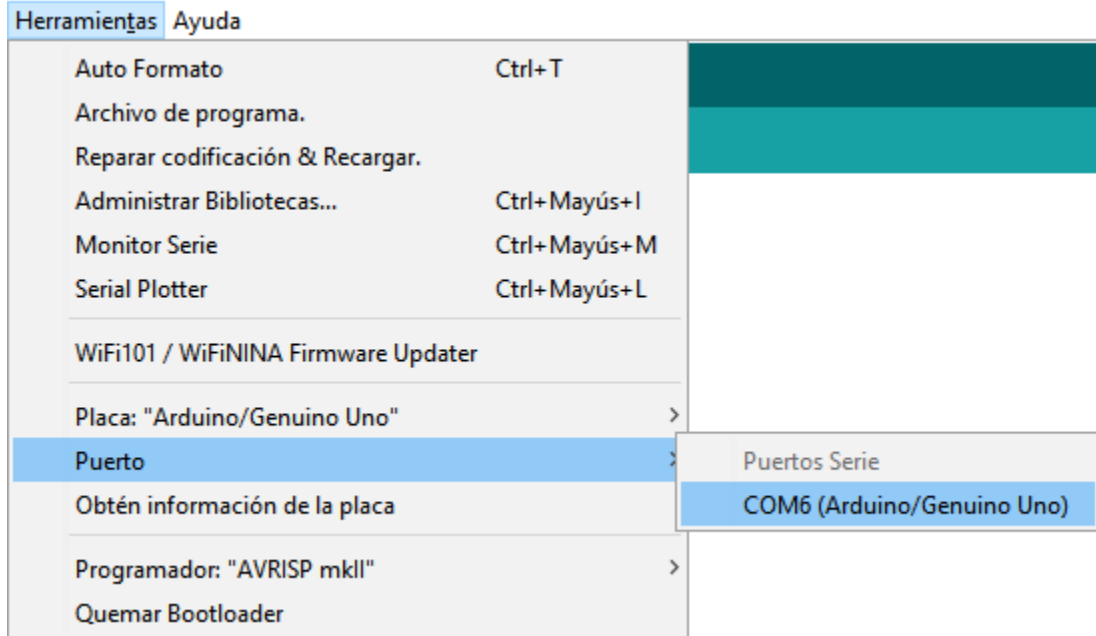 Herramientas Ayuda
Auto Formato Ctrl+T
Archivo de programa.
Reparar codificación & Recargar.
Administrar Bibliotecas... Ctrl+Mayús+I
Monitor Serie Ctrl+Mayús+M
Serial Plotter Ctrl+Mayús+L
WiFi101 / WiFiNINA Firmware Updater
Placa: "Arduino/Genuino Uno"
Puerto
Puertos Serie
Obtén información de la placa
COM6 (Arduino/Genuino Uno)
Programador: "AVRISP mkII"
Quemar Bootloader